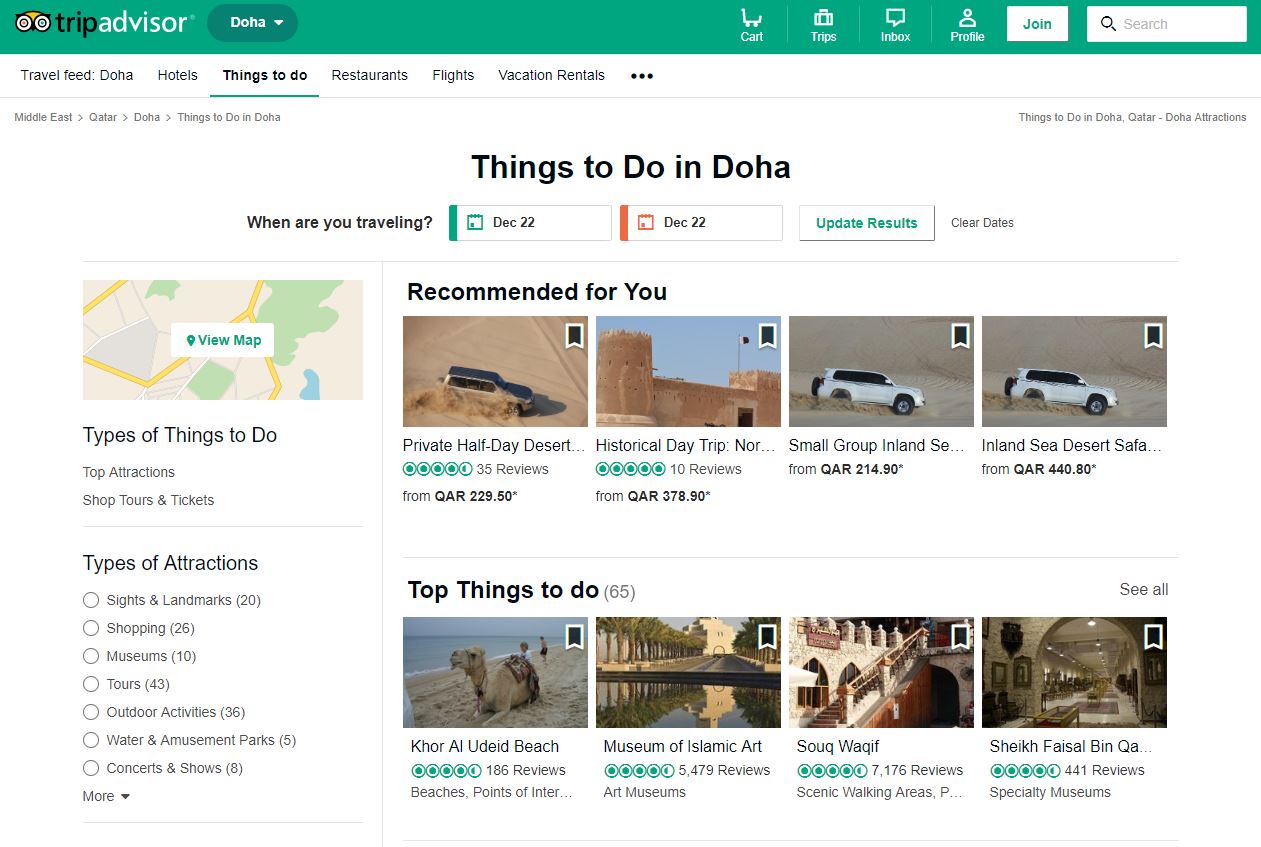 tripadvisor
Doha
Cart
Trips
Inbox
Profile
Join
Search
Travel feed: Doha
Hotels
Things to do
Restaurants
Flights
Vacation Rentals
Middle East > Quatar > Doha > Things to Do in Doha
Things to Do in Doha, Qatar - Doha Attractions
Things to Do in Doha
When are you traveling?
Dec 22
Dec 22
Update Results
Clear Dates
View Map
Types of Things to Do
Top Attractions
Shop Tours & Tickets
Types of Attractions
Sights & Landmarks (20)
Shopping (26)
Museums (10)
Tours (43)
Outdoor Activities (36)
Water & Amusement Parks (5)
Concerts & Shows (8)
More
Recommended for You
Private Half-Day Desert...
35 Reviews
from QAR 229.50*
Historical Day Trip: Nor...
10 Reviews
from QAR 378.90*
Small Group Inland Se...
from QAR 214.90*
Inland Sea Desert Safa...
from QAR 440.80*
Top Things to do (65)
See all
Khor Al Udeid Beach
186 Reviews
Beaches, Points of Inter...
Museum of Islamic Art
5,479 Reviews
Art Museums
Souq Waqif
7,176 Reviews
Scenic Walking Areas, P...
Sheikh Faisal Bin Qa...
441 Reviews
Specialty Museums